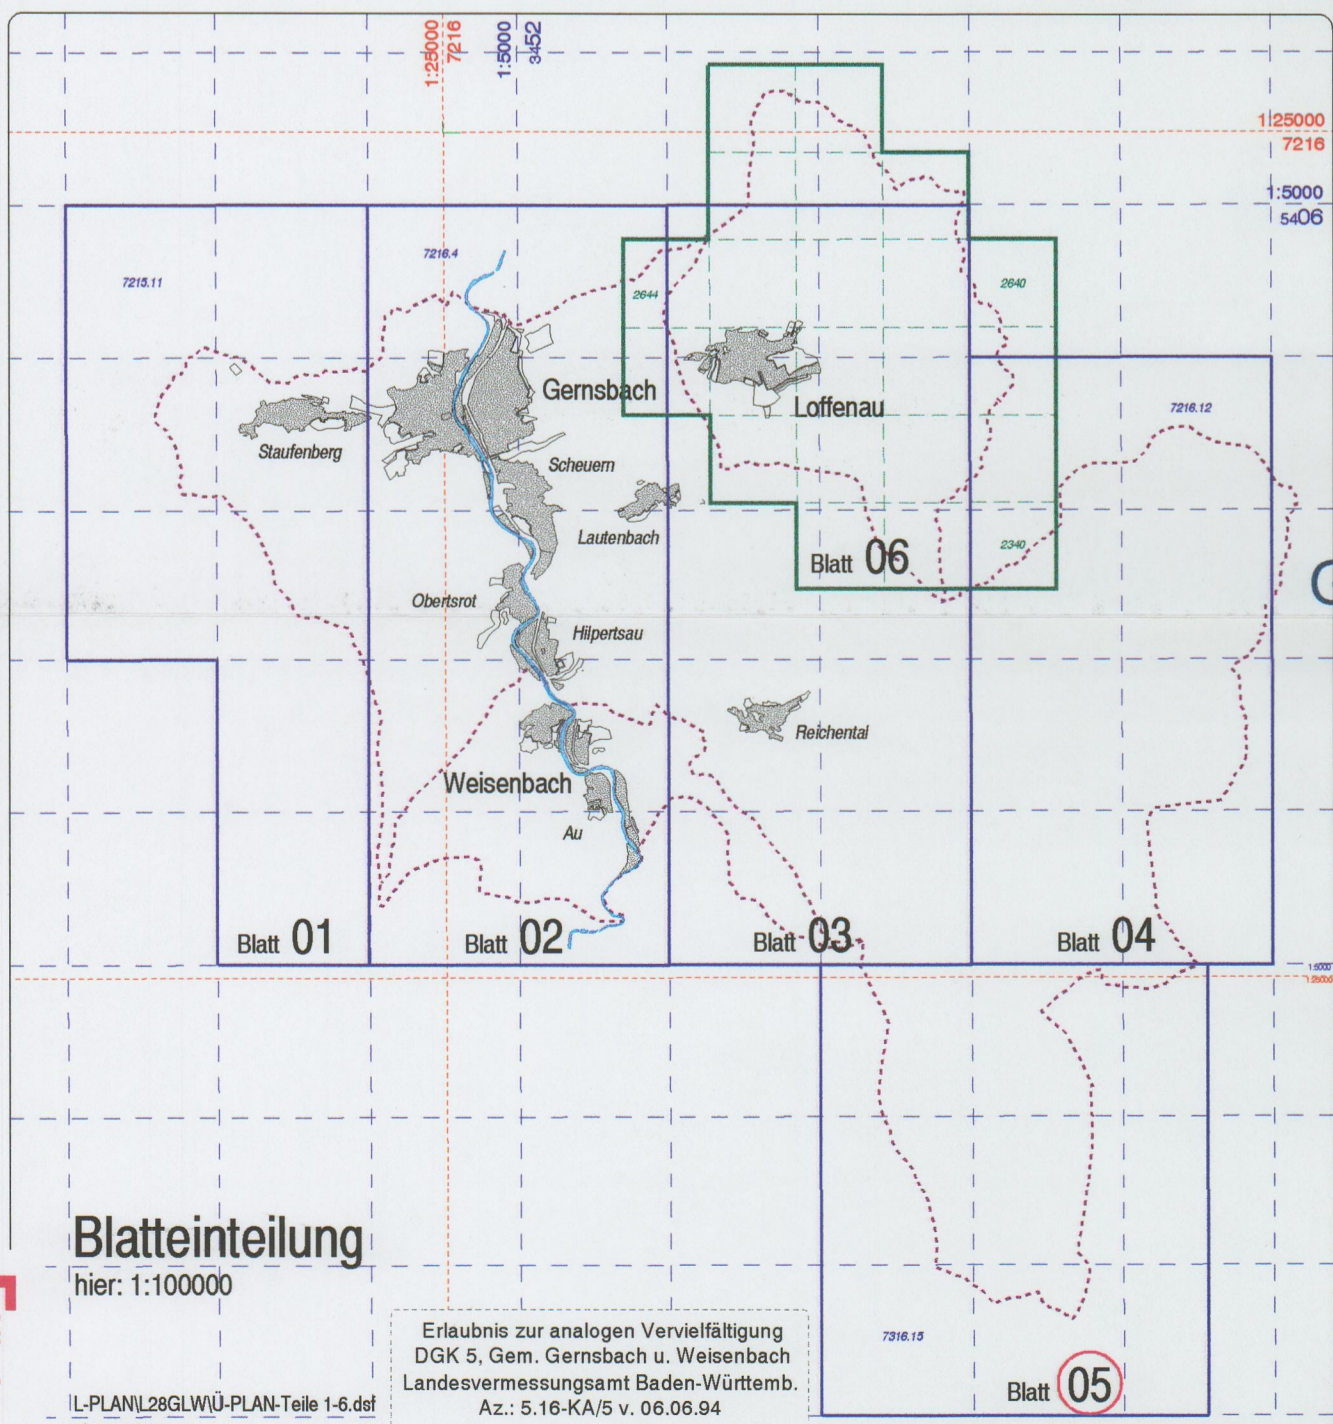 1:25000
7216
1:5000
3452
1:25000
7216
1:5000
5406
7215.11
7216.4
2644
2640
Gernsbach
Loffenau
7216.12
Staufenberg
Scheuern
Lautenbach
Blatt 06
2340
Obertsrot
Hilpertsau
Reichental
Weisenbach
Au
Blatt 01
Blatt 02
Blatt 03
Blatt 04
1:5000
1:25000
Blatteinteilung
hier: 1:100000
7316.15
Blatt 05
Erlaubnis zur analogen Vervielfältigung
DGK 5, Gem. Gernsbach u. Weisenbach
Landesvermessungsamt Baden-Württemb.
Az.: 5.16-KA/5 v. 06.06.94
L-PLAN\L28GLW\Ü-PLAN-Teile 1-6.dsf